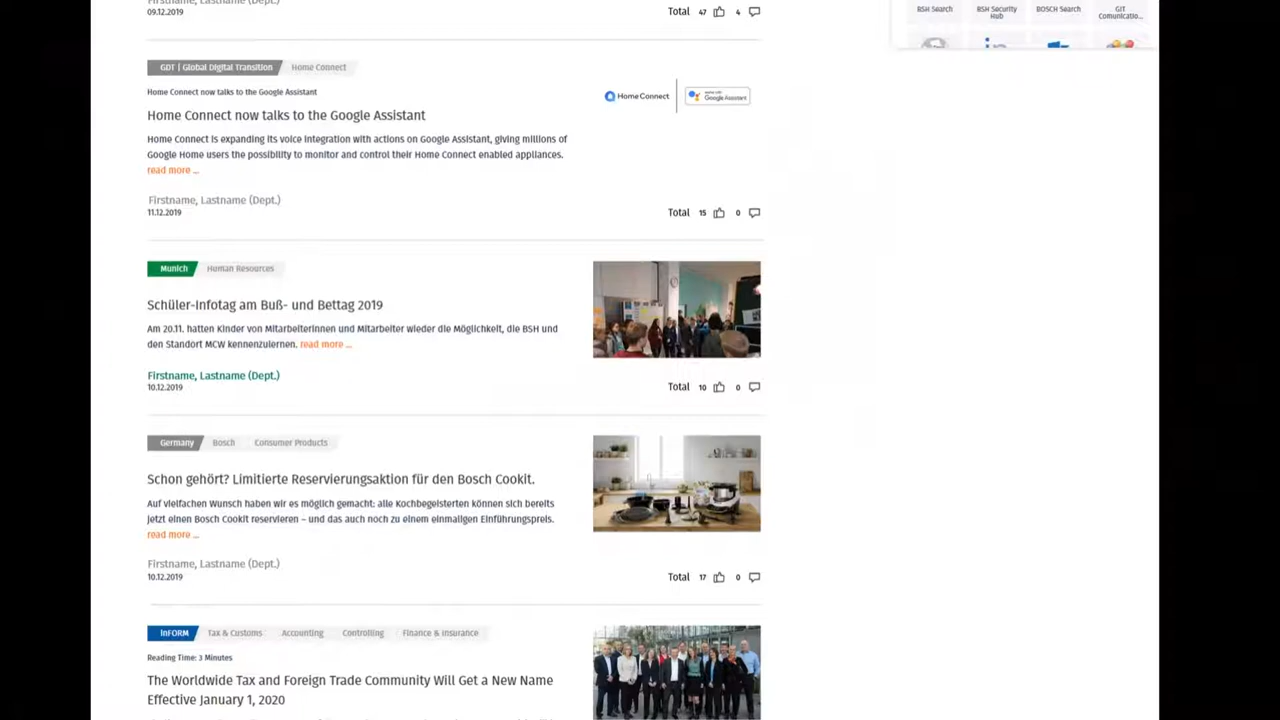 09.12.2019
Total 47 4
BSH Search
BSH Security Hub
BOSCH Search
GIT Comunicatio...
GDT | Global Digital Transition Home Connect
Home Connect now talks to the Google Assistant
Home Connect now talks to the Google Assistant
Home Connect is expanding its voice integration with actions on Google Assistant, giving millions of
Google Home users the possibility to monitor and control their Home Connect enabled appliances.
read more ...
Home Connect
works with Google Assistant
Firstname, Lastname (Dept.)
11.12.2019
Total 15 0
Munich Human Resources
Schüler-Infotag am Buß- und Bettag 2019
Am 20.11. hatten Kinder von Mitarbeiterinnen und Mitarbeiter wieder die Möglichkeit, die BSH und
den Standort MCW kennenzulernen. read more ...
Firstname, Lastname (Dept.)
10.12.2019
Total 10 0
Germany Bosch Consumer Products
Schon gehört? Limitierte Reservierungsaktion für den Bosch Cookit.
Auf vielfachen Wunsch haben wir es möglich gemacht: alle Kochbegeisterten können sich bereits
jetzt einen Bosch Cookit reservieren – und das auch noch zu einem einmaligen Einführungspreis.
read more ...
Firstname, Lastname (Dept.)
10.12.2019
Total 17 0
InFORM Tax & Customs Accounting Controlling Finance & Insurance
Reading Time: 3 Minutes
The Worldwide Tax and Foreign Trade Community Will Get a New Name
Effective January 1, 2020